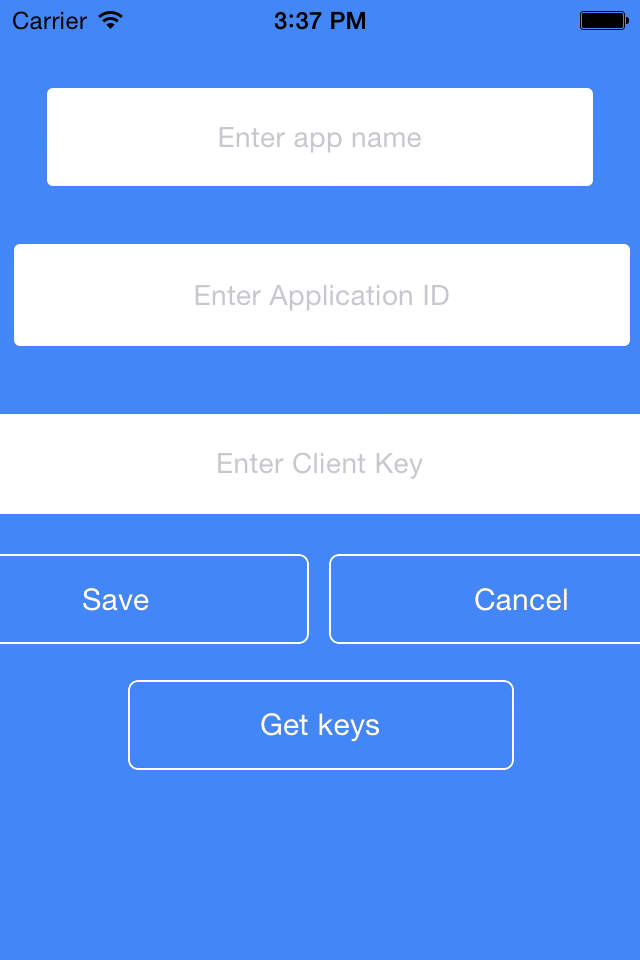 Carrier 3:37 PM
Enter app name
Enter Application ID
Enter Client Key
Save Cancel
Get keys